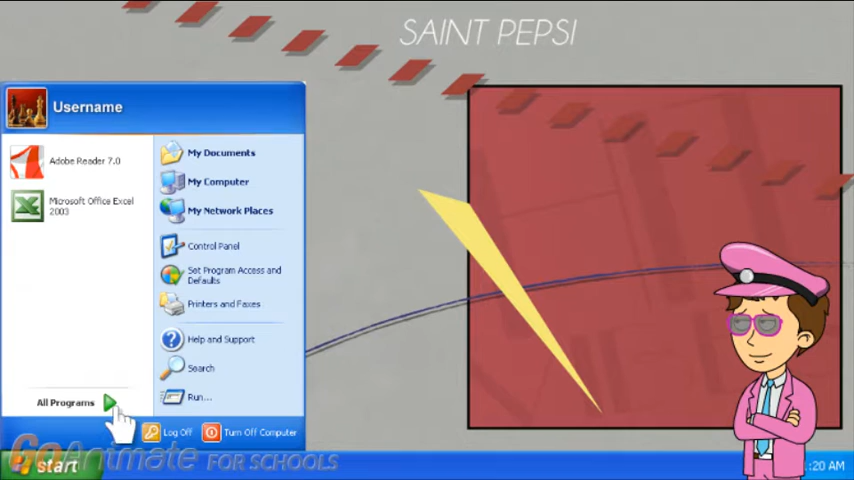 SAINT PEPSI
Username
Adobe Reader 7.0
Microsoft Office Excel
2003
All Programs
My Documents
My Computer
My Network Places
Control Panel
Set Program Access and
Defaults
Printers and Faxes
Help and Support
Search
Run...
Log Off
Turn Off Computer
GoAnimate FOR SCHOOLS
start
:20 AM